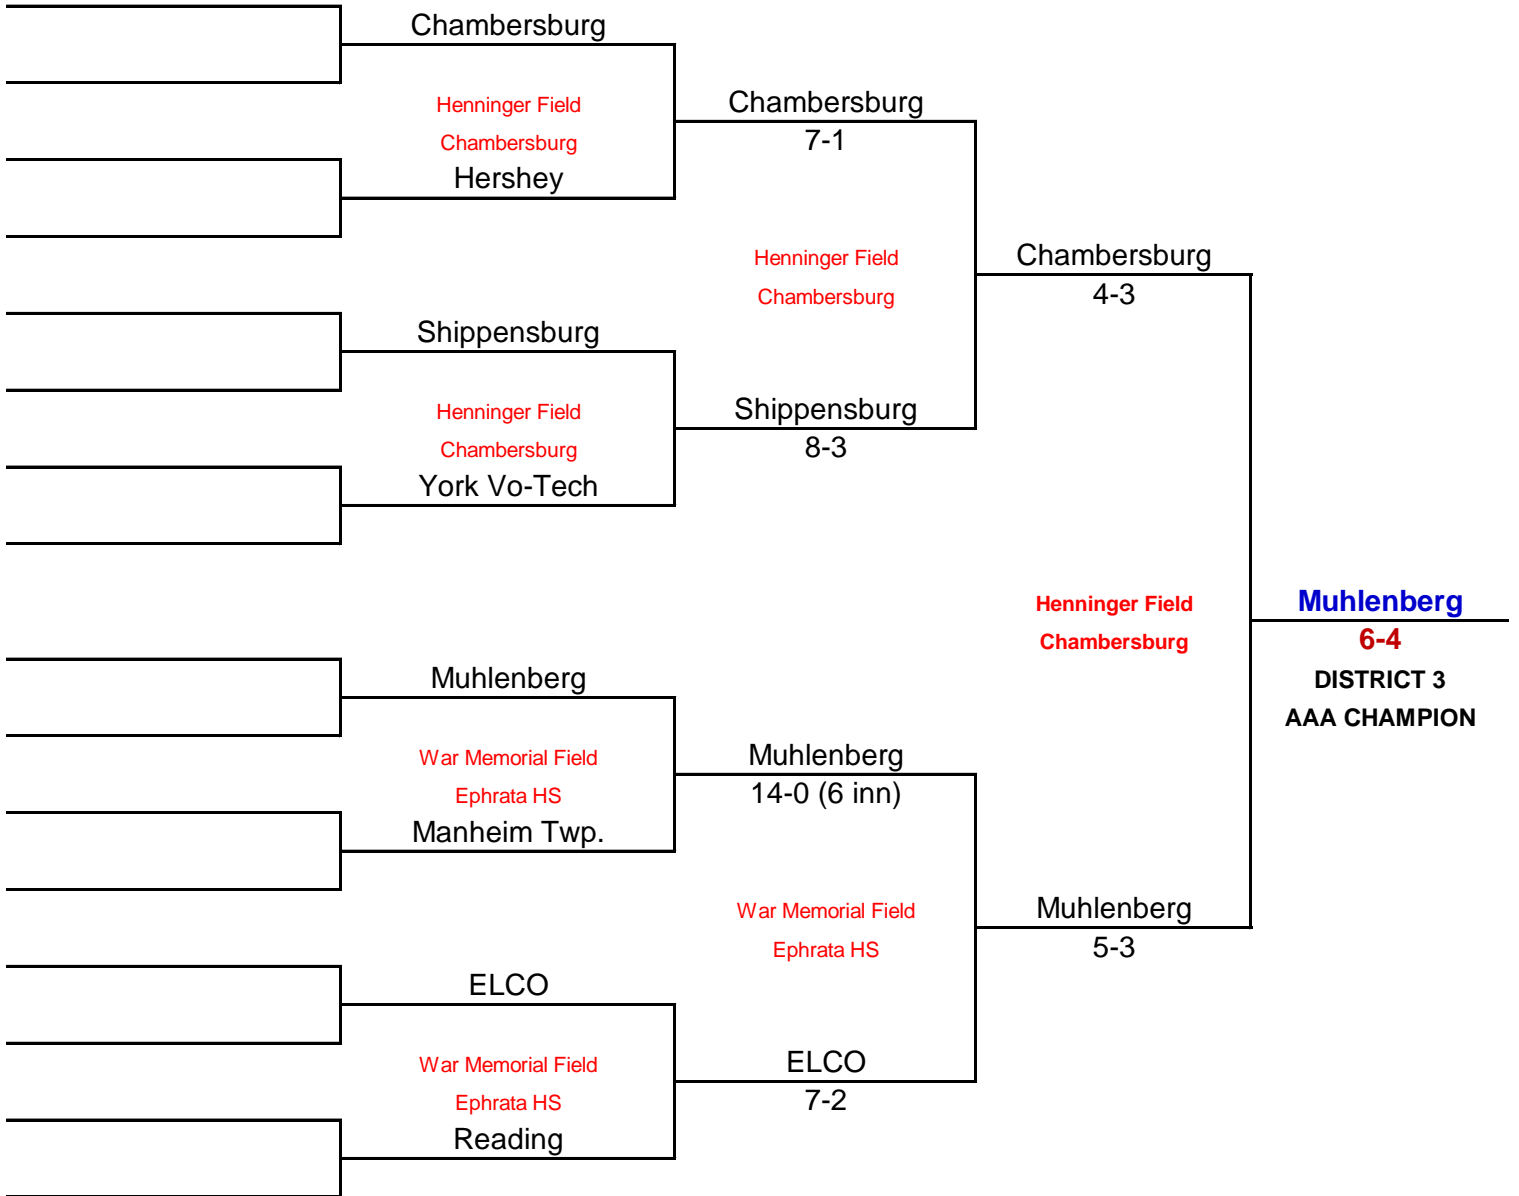 Chambersburg
Henninger Field
Chambersburg
Hershey
Chambersburg
7-1
Henninger Field
Chambersburg
Shippensburg
Henninger Field
Chambersburg
York Vo-Tech
Shippensburg
8-3
Chambersburg
4-3
Henninger Field
Chambersburg
Muhlenberg
6-4
DISTRICT 3
AAA CHAMPION
Muhlenberg
War Memorial Field
Ephrata HS
Manheim Twp.
Muhlenberg
14-0 (6 inn)
War Memorial Field
Ephrata HS
Muhlenberg
5-3
ELCO
War Memorial Field
Ephrata HS
Reading
ELCO
7-2